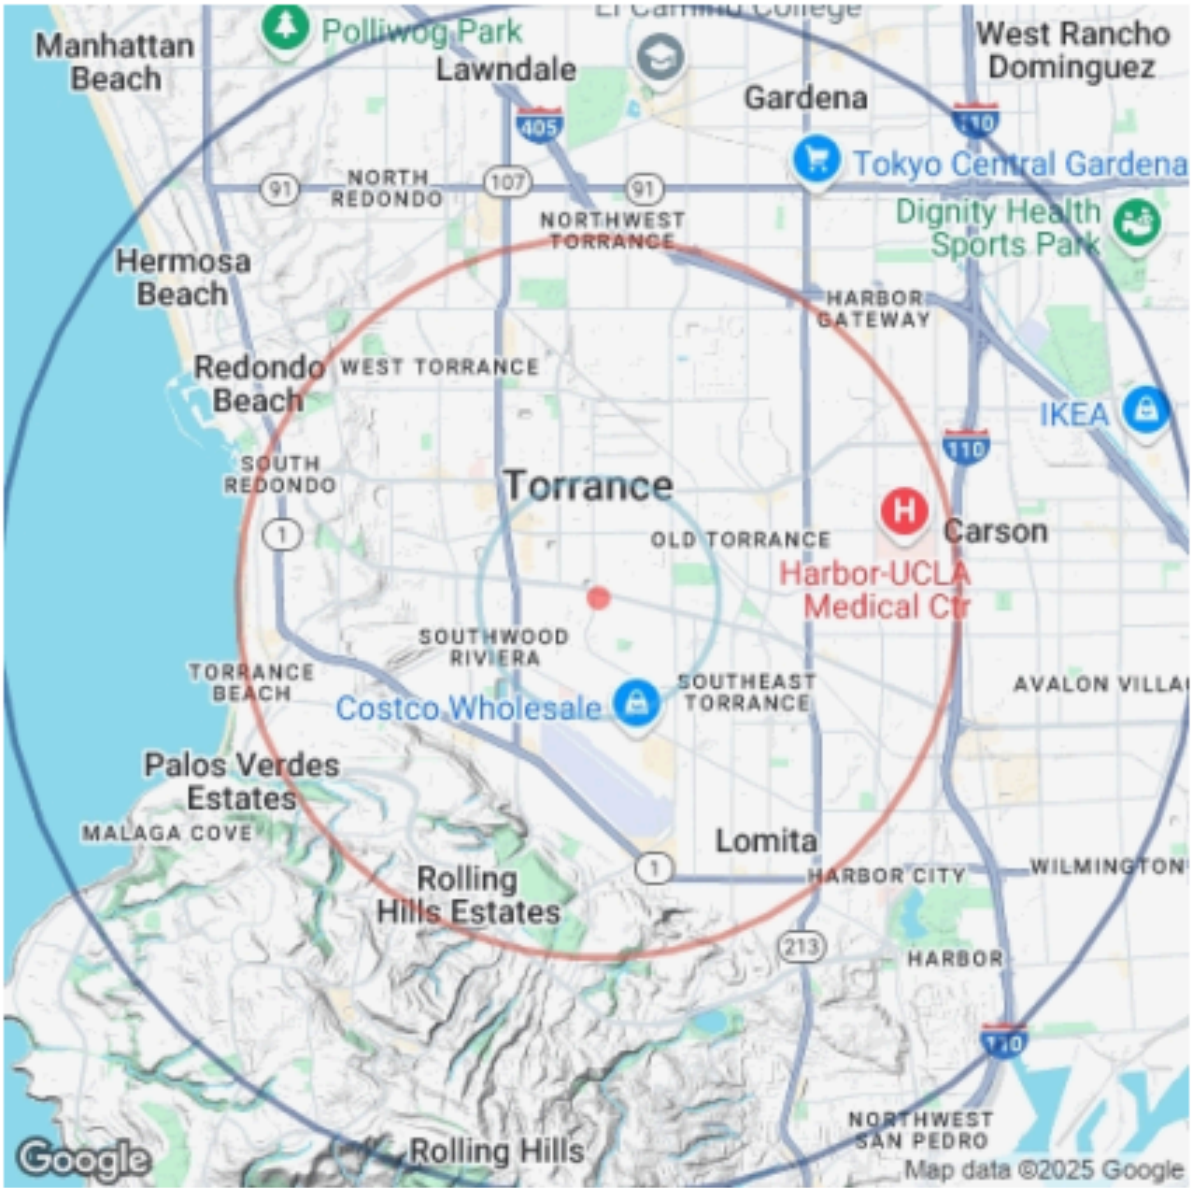 El Camino College
Polliwog Park
Manhattan
Beach
Lawndale
West Rancho
Dominguez
Gardena
405
110
Tokyo Central Gardena
91
NORTH
REDONDO
107
91
NORTHWEST
TORRANCE
Dignity Health
Sports Park
Hermosa
Beach
HARBOR
GATEWAY
Redondo
Beach
WEST TORRANCE
IKEA
110
SOUTH
REDONDO
Torrance
H
1
OLD TORRANCE
Carson
Harbor-UCLA
Medical Ctr
SOUTHWOOD
RIVIERA
TORRANCE
BEACH
SOUTHEAST
TORRANCE
AVALON VILLA
Costco Wholesale
Palos Verdes
Estates
MALAGA COVE
Lomita
1
HARBOR CITY
WILMINGTON
Rolling
Hills Estates
213
HARBOR
110
NORTHWEST
SAN PEDRO
Rolling Hills
Google
Map data ©2025 Google